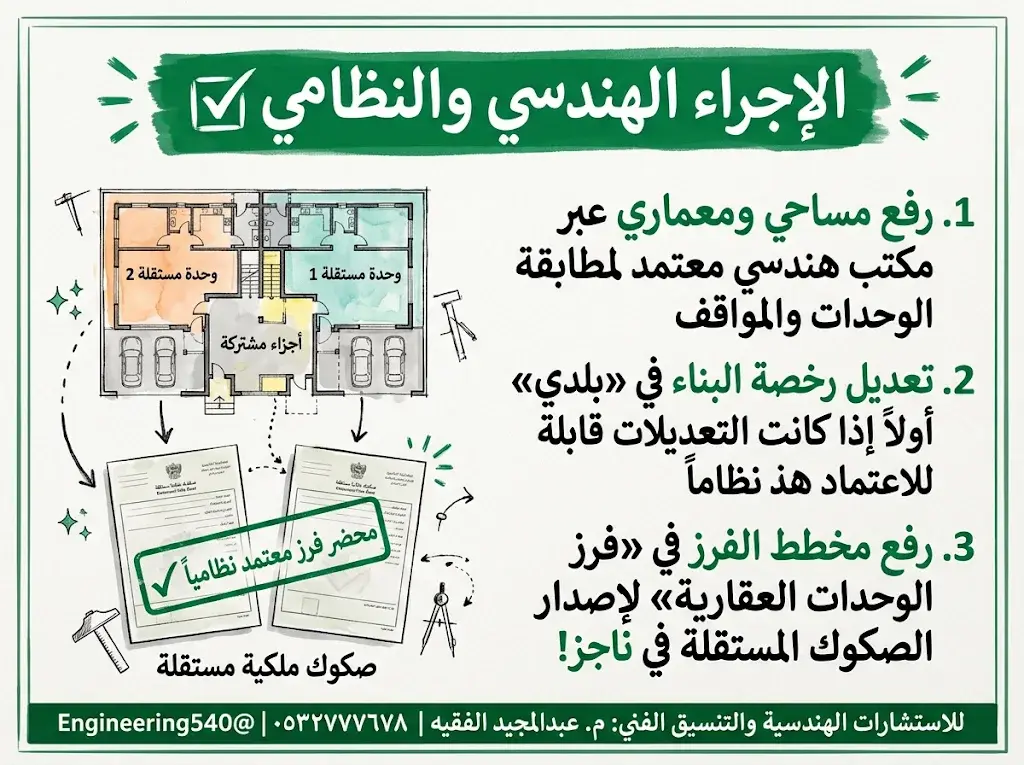 الإجراء الهندسي والنظامي
1. رفع مساحي ومعماري عبر
مكتب هندسي معتمد لمطابقة
الوحدات والمواقف
2. تعديل رخصة البناء في «بلدي»
أولاً إذا كانت التعديلات قابلة
للاعتماد هذ نظاماً
3. رفع مخطط الفرز في «فرز
الوحدات العقارية» لإصدار
الصكوك المستقلة في ناجز!
وحدة مستقلة 1
وحدة مستقلة 2
أجزاء مشتركة
محضر فرز معتمد نظامياً
صكوك ملكية مستقلة
للاستشارات الهندسية والتنسيق الفني: م. عبدالمجيد الفقيه | ٠٥٣٢٧٧٧٦٧٨ | @Engineering540